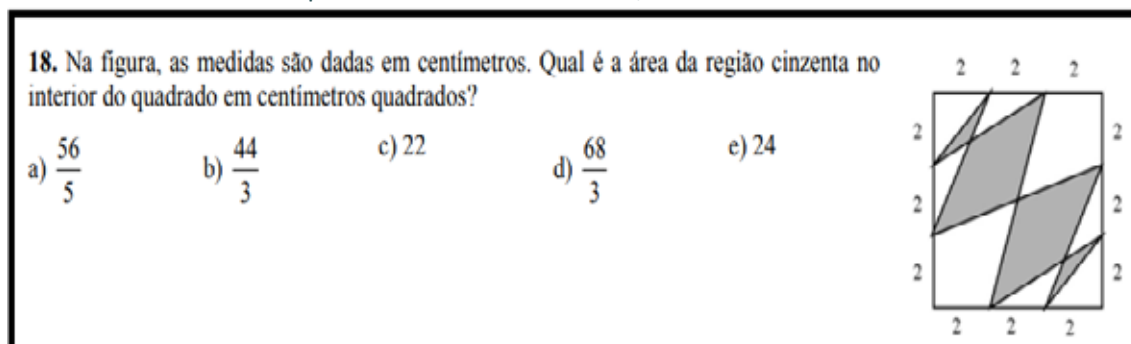 18. Na figura, as medidas são dadas em centímetros. Qual é a área da região cinzenta no
interior do quadrado em centímetros quadrados?
a) 56/5 b) 44/3 c) 22 d) 68/3 e) 24
2 2 2
2 2
2 2
2 2
2 2 2